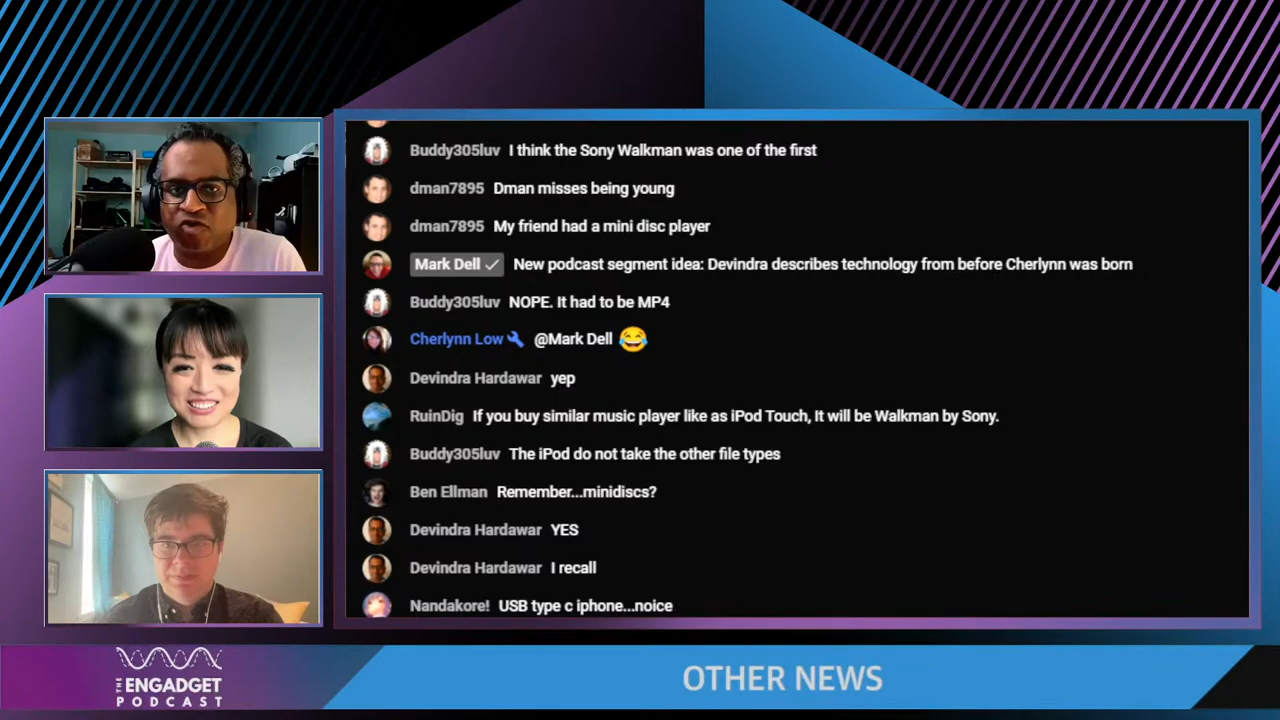 Buddy305luv I think the Sony Walkman was one of the first
dman7895 Dman misses being young
dman7895 My friend had a mini disc player
Mark Dell New podcast segment idea: Devindra describes technology from before Cherlynn was born
Buddy305luv NOPE. It had to be MP4
Cherlynn Low @Mark Dell 😂
Devindra Hardawar yep
RuinDig If you buy similar music player like as iPod Touch, It will be Walkman by Sony.
Buddy305luv The iPod do not take the other file types
Ben Ellman Remember...minidiscs?
Devindra Hardawar YES
Devindra Hardawar I recall
Nandakore! USB type c iphone...noice
THE ENGADGET
PODCAST
OTHER NEWS